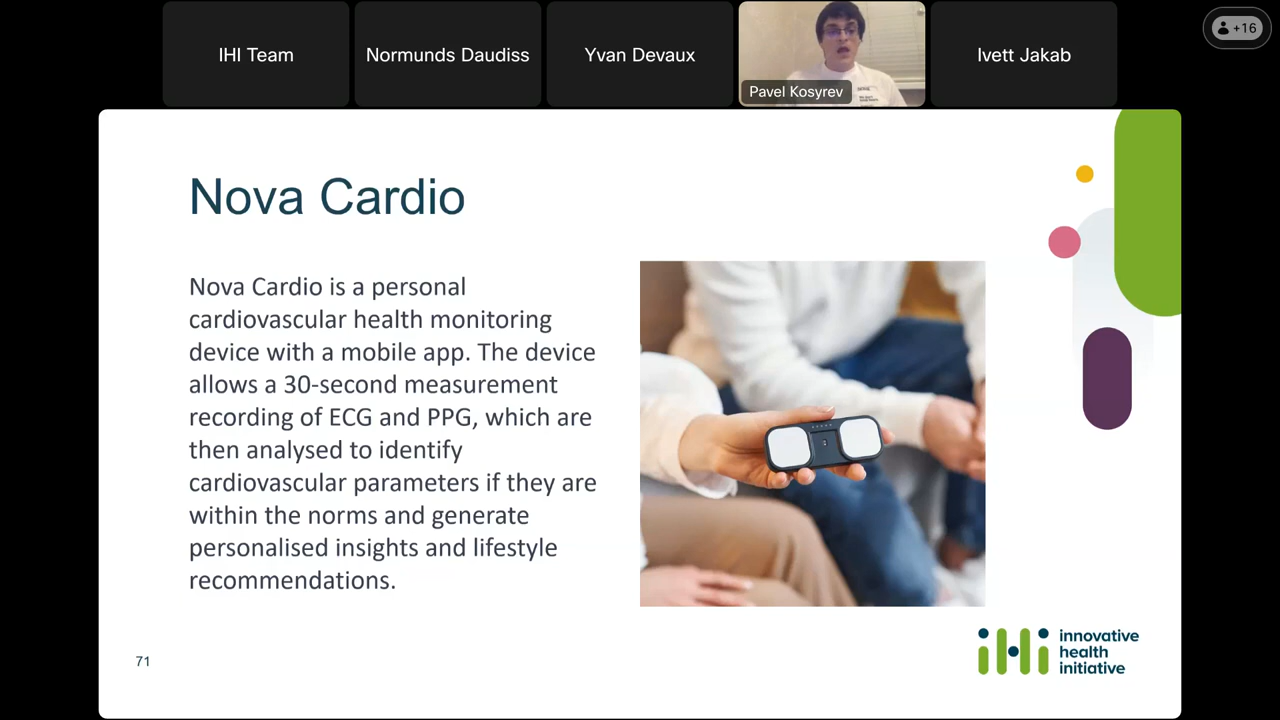 IHI Team
Normunds Daudiss
Yvan Devaux
Pavel Kosyrev
Ivett Jakab
+16
Nova Cardio
Nova Cardio is a personal
cardiovascular health monitoring
device with a mobile app. The device
allows a 30-second measurement
recording of ECG and PPG, which are
then analysed to identify
cardiovascular parameters if they are
within the norms and generate
personalised insights and lifestyle
recommendations.
71
iHi
innovative
health
initiative